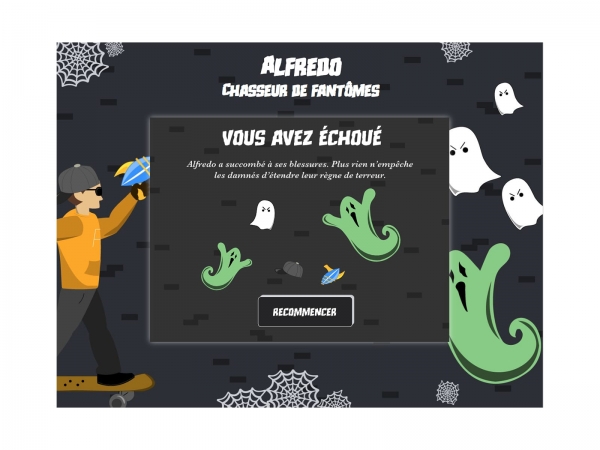 Alfredo
Chasseur de fantômes
Vous avez échoué
Alfredo a succombé à ses blessures. Plus rien n'empêche
les damnés d'étendre leur règne de terreur.
Recommencer